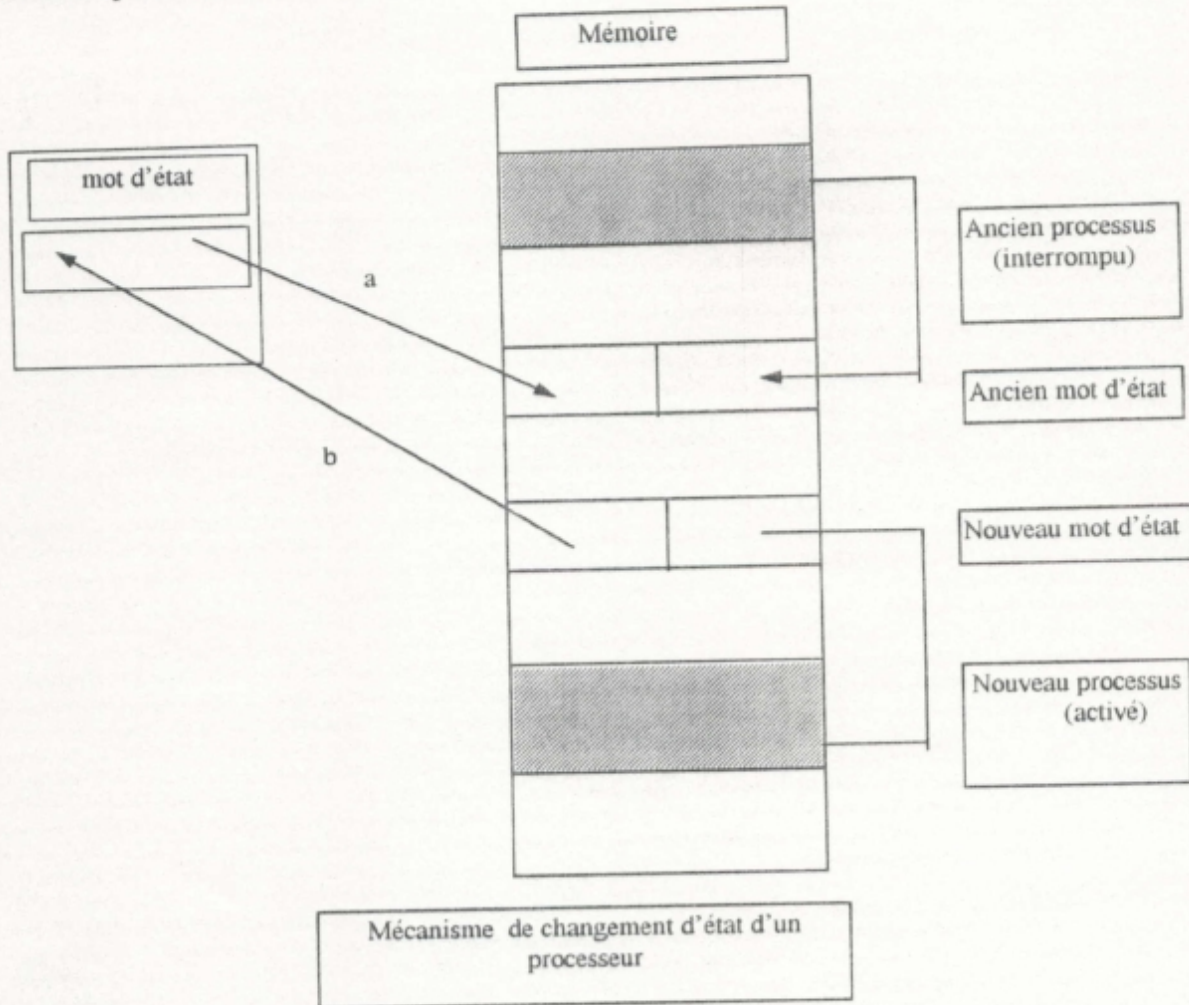 Mémoire
mot d'état
a
b
Ancien processus
(interrompu)
Ancien mot d'état
Nouveau mot d'état
Nouveau processus
(activé)
Mécanisme de changement d'état d'un
processeur